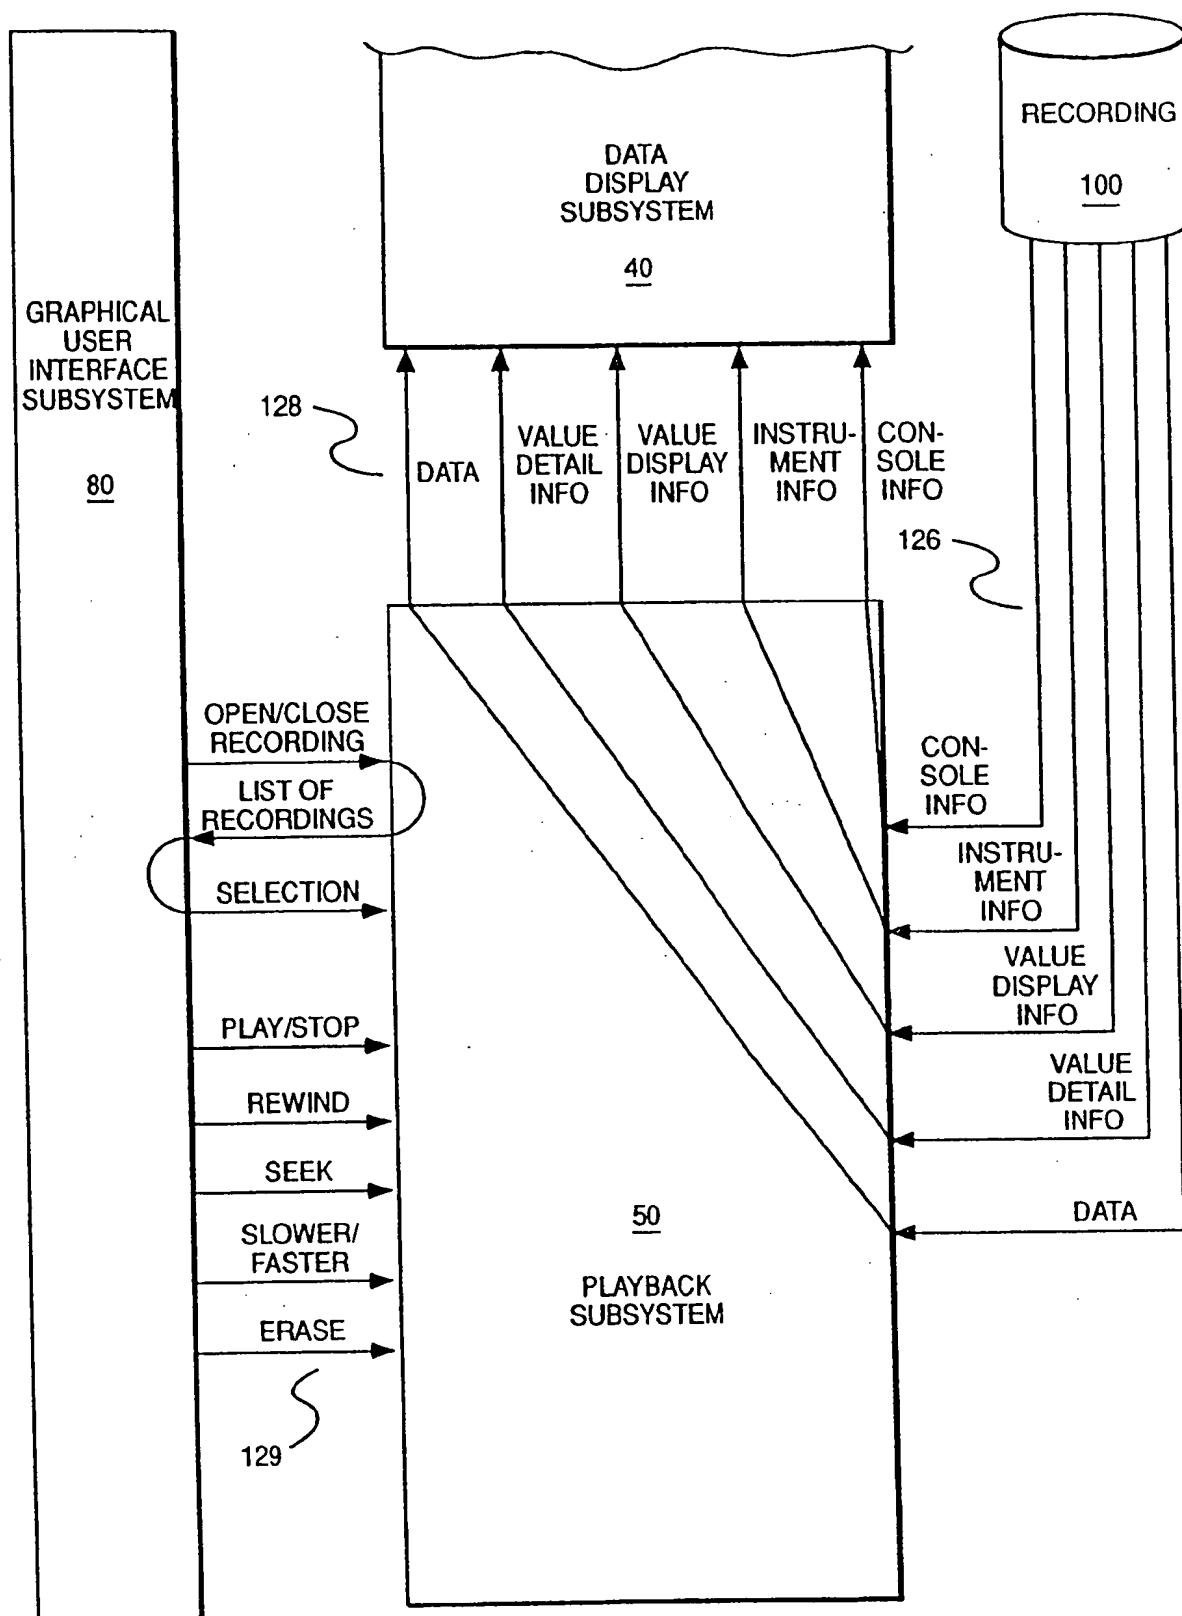 RECORDING
100
DATA
DISPLAY
SUBSYSTEM
40
GRAPHICAL
USER
INTERFACE
SUBSYSTEM
80
128
DATA
VALUE
DETAIL
INFO
VALUE
DISPLAY
INFO
INSTRU-
MENT
INFO
CON-
SOLE
INFO
126
OPEN/CLOSE
RECORDING
LIST OF
RECORDINGS
SELECTION
PLAY/STOP
REWIND
SEEK
SLOWER/
FASTER
ERASE
129
CON-
SOLE
INFO
INSTRU-
MENT
INFO
VALUE
DISPLAY
INFO
VALUE
DETAIL
INFO
DATA
50
PLAYBACK
SUBSYSTEM